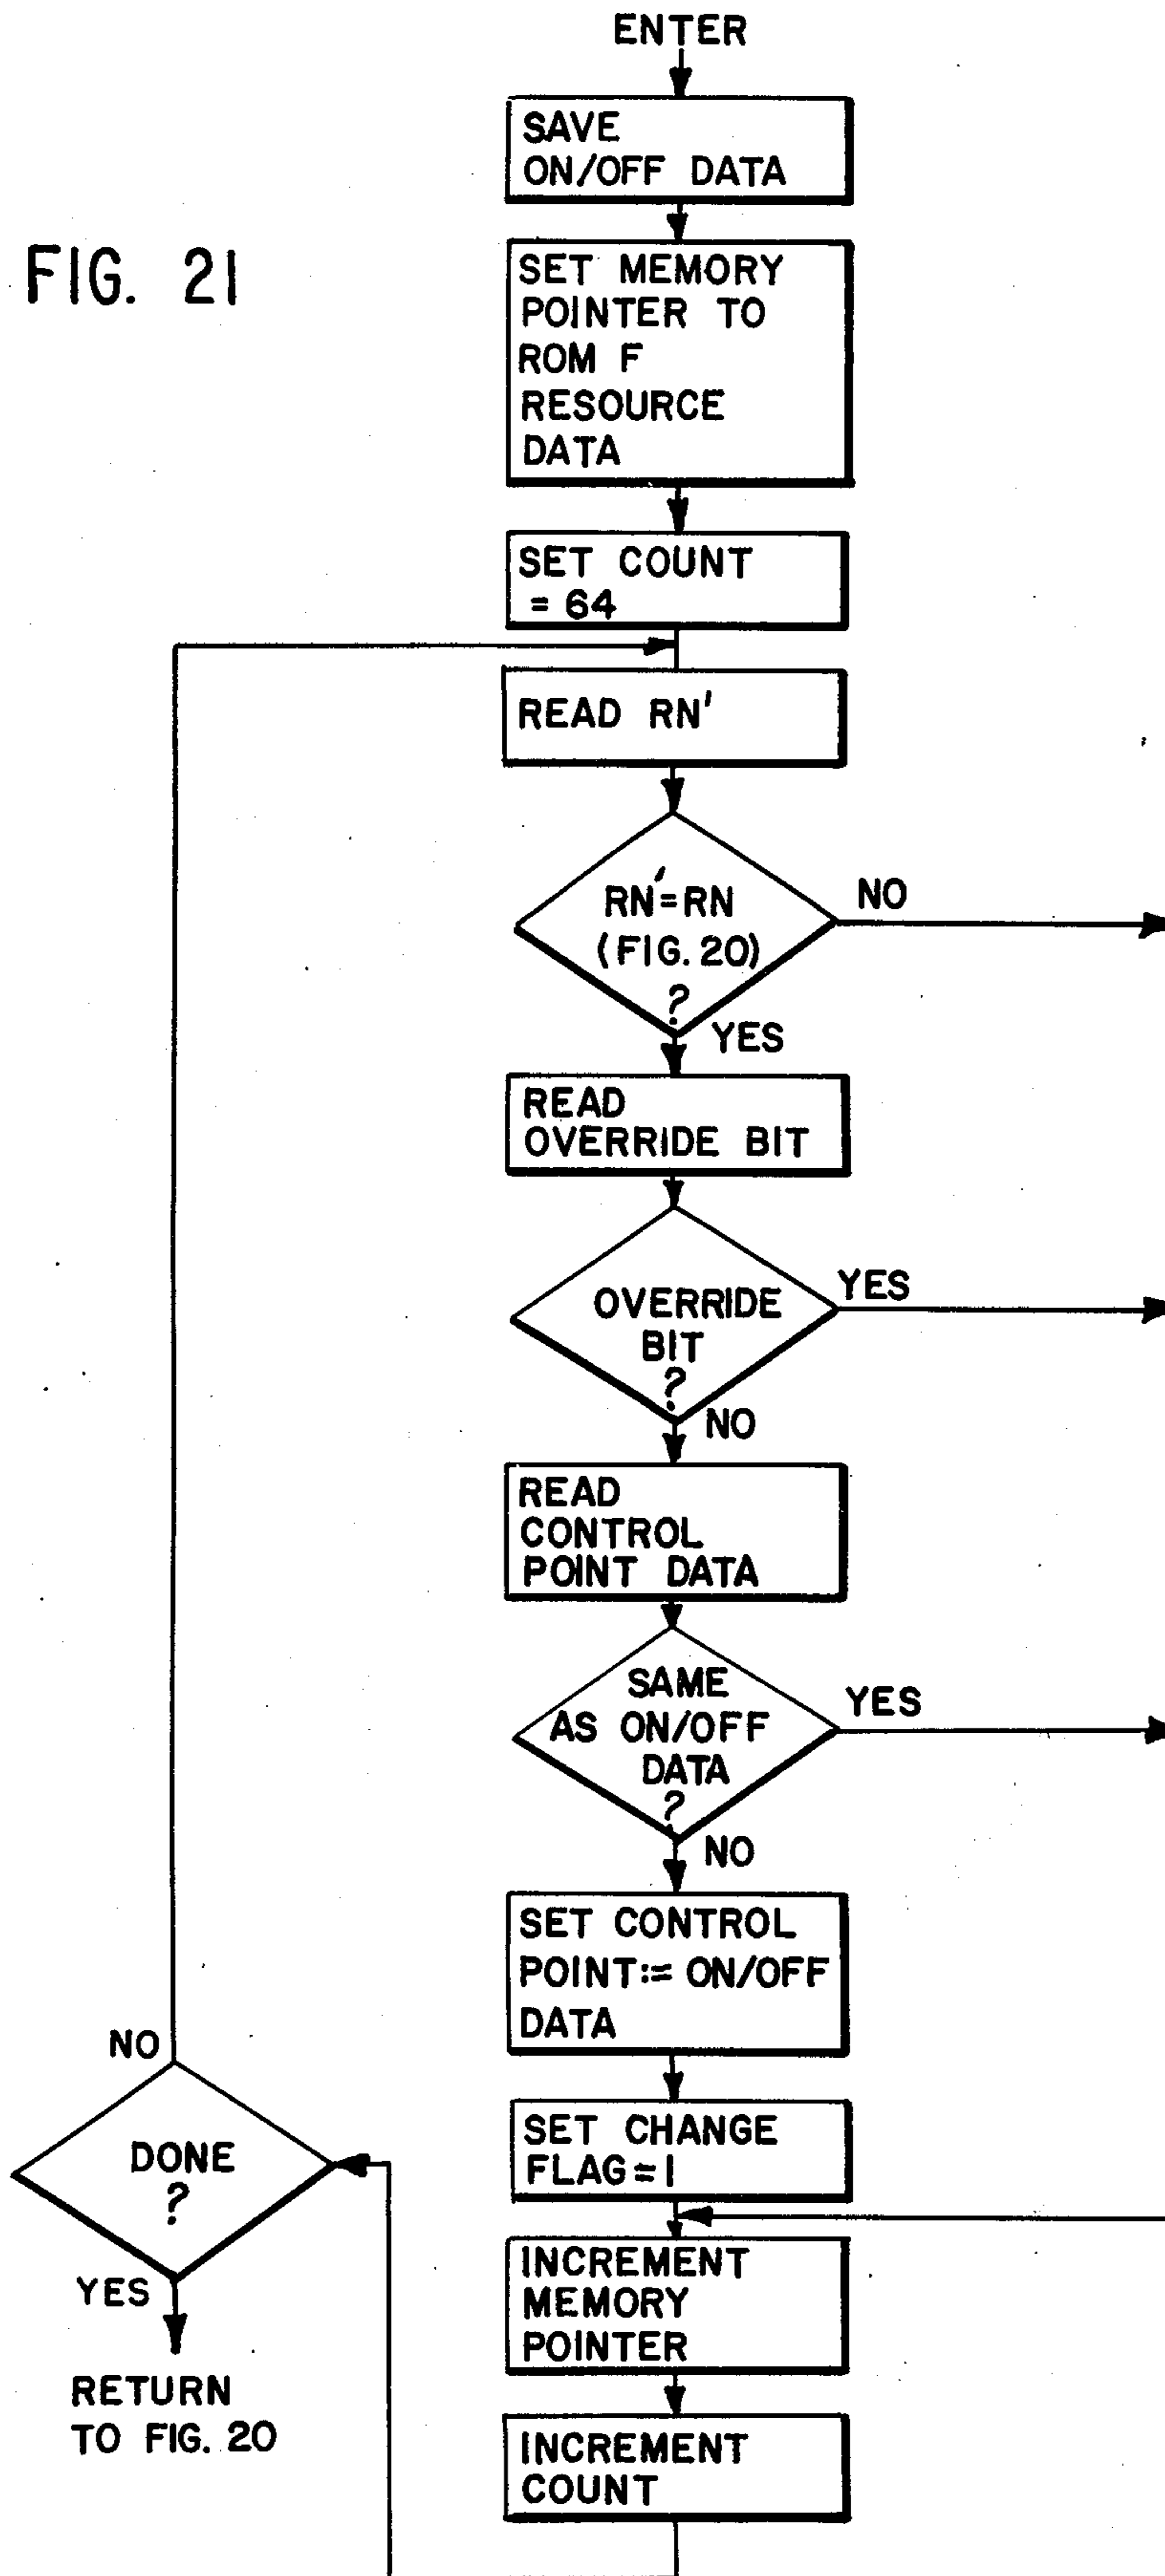 ENTER
SAVE
ON/OFF DATA
FIG. 21
SET MEMORY
POINTER TO
ROM F
RESOURCE
DATA
SET COUNT
= 64
READ RN'
RN'=RN
(FIG. 20)
?
NO
YES
READ
OVERRIDE BIT
OVERRIDE
BIT
?
YES
NO
READ
CONTROL
POINT DATA
SAME
AS ON/OFF
DATA
?
YES
NO
SET CONTROL
POINT:= ON/OFF
DATA
SET CHANGE
FLAG=1
INCREMENT
MEMORY
POINTER
INCREMENT
COUNT
NO
DONE
?
YES
RETURN
TO FIG. 20